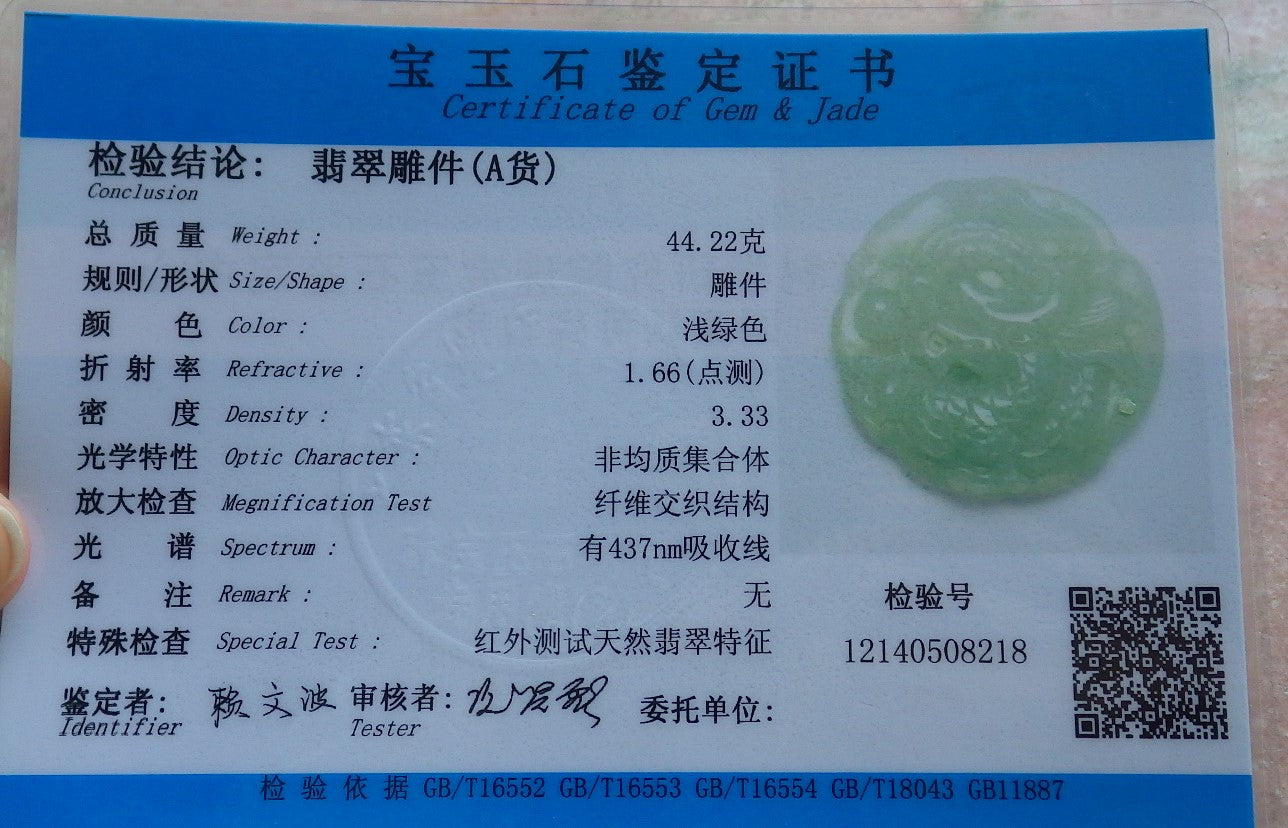 宝玉石鉴定证书
Certificate of Gem & Jade
检验结论: 翡翠雕件(A货)
Conclusion
总质量 Weight : 44.22克
规则/形状 Size/Shape : 雕件
颜色 Color : 浅绿色
折射率 Refractive : 1.66(点测)
密度 Density : 3.33
光学特性 Optic Character : 非均质集合体
放大检查 Megnification Test 纤维交织结构
光谱 Spectrum : 有437nm吸收线
备注 Remark : 无
特殊检查 Special Test : 红外测试天然翡翠特征
检验号
12140508218
鉴定者: 赖文波 审核者: 委托单位:
Identifier Tester
检验依据 GB/T16552 GB/T16553 GB/T16554 GB/T18043 GB11887